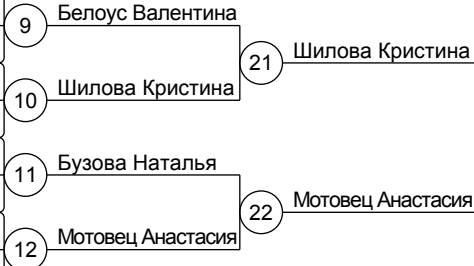 9 Белоус Валентина
21 Шилова Кристина
10 Шилова Кристина
11 Бузова Наталья
22 Мотовец Анастасия
12 Мотовец Анастасия